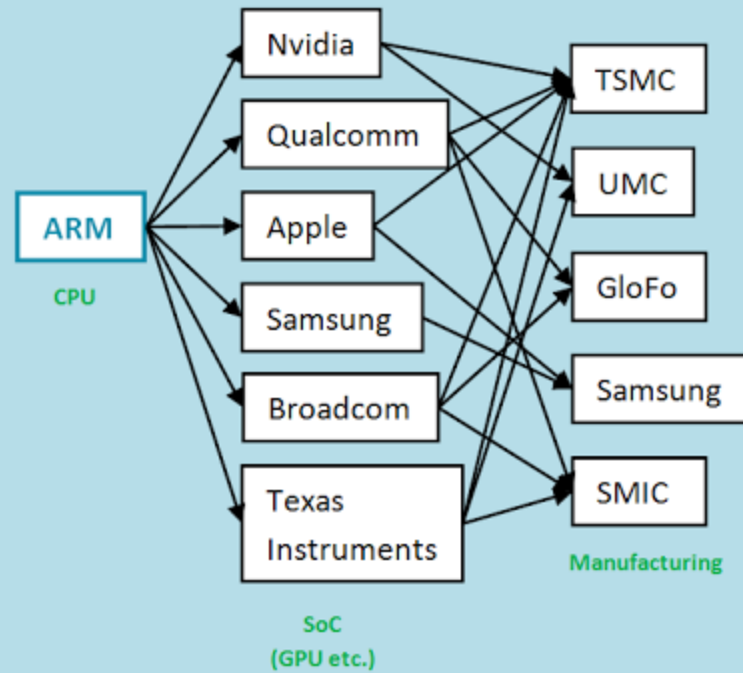 ARM
CPU
Nvidia
Qualcomm
Apple
Samsung
Broadcom
Texas
Instruments
SoC
(GPU etc.)
TSMC
UMC
GloFo
Samsung
SMIC
Manufacturing